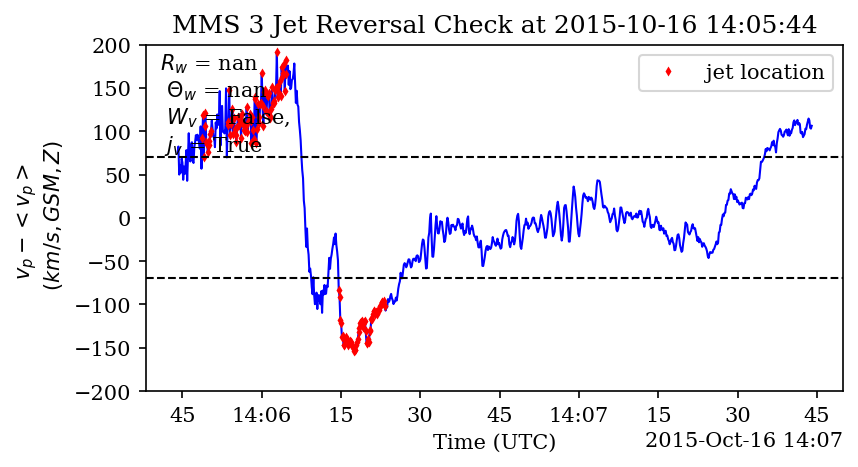 MMS 3 Jet Reversal Check at 2015-10-16 14:05:44
R_w = nan
Θ_w = nan
W_v = False,
j_v = True
jet location
v_p − < v_p >
(km/s, GSM, Z)
200
150
100
50
0
−50
−100
−150
−200
45 14:06 15 30 45 14:07 15 30 45
Time (UTC)
2015-Oct-16 14:07